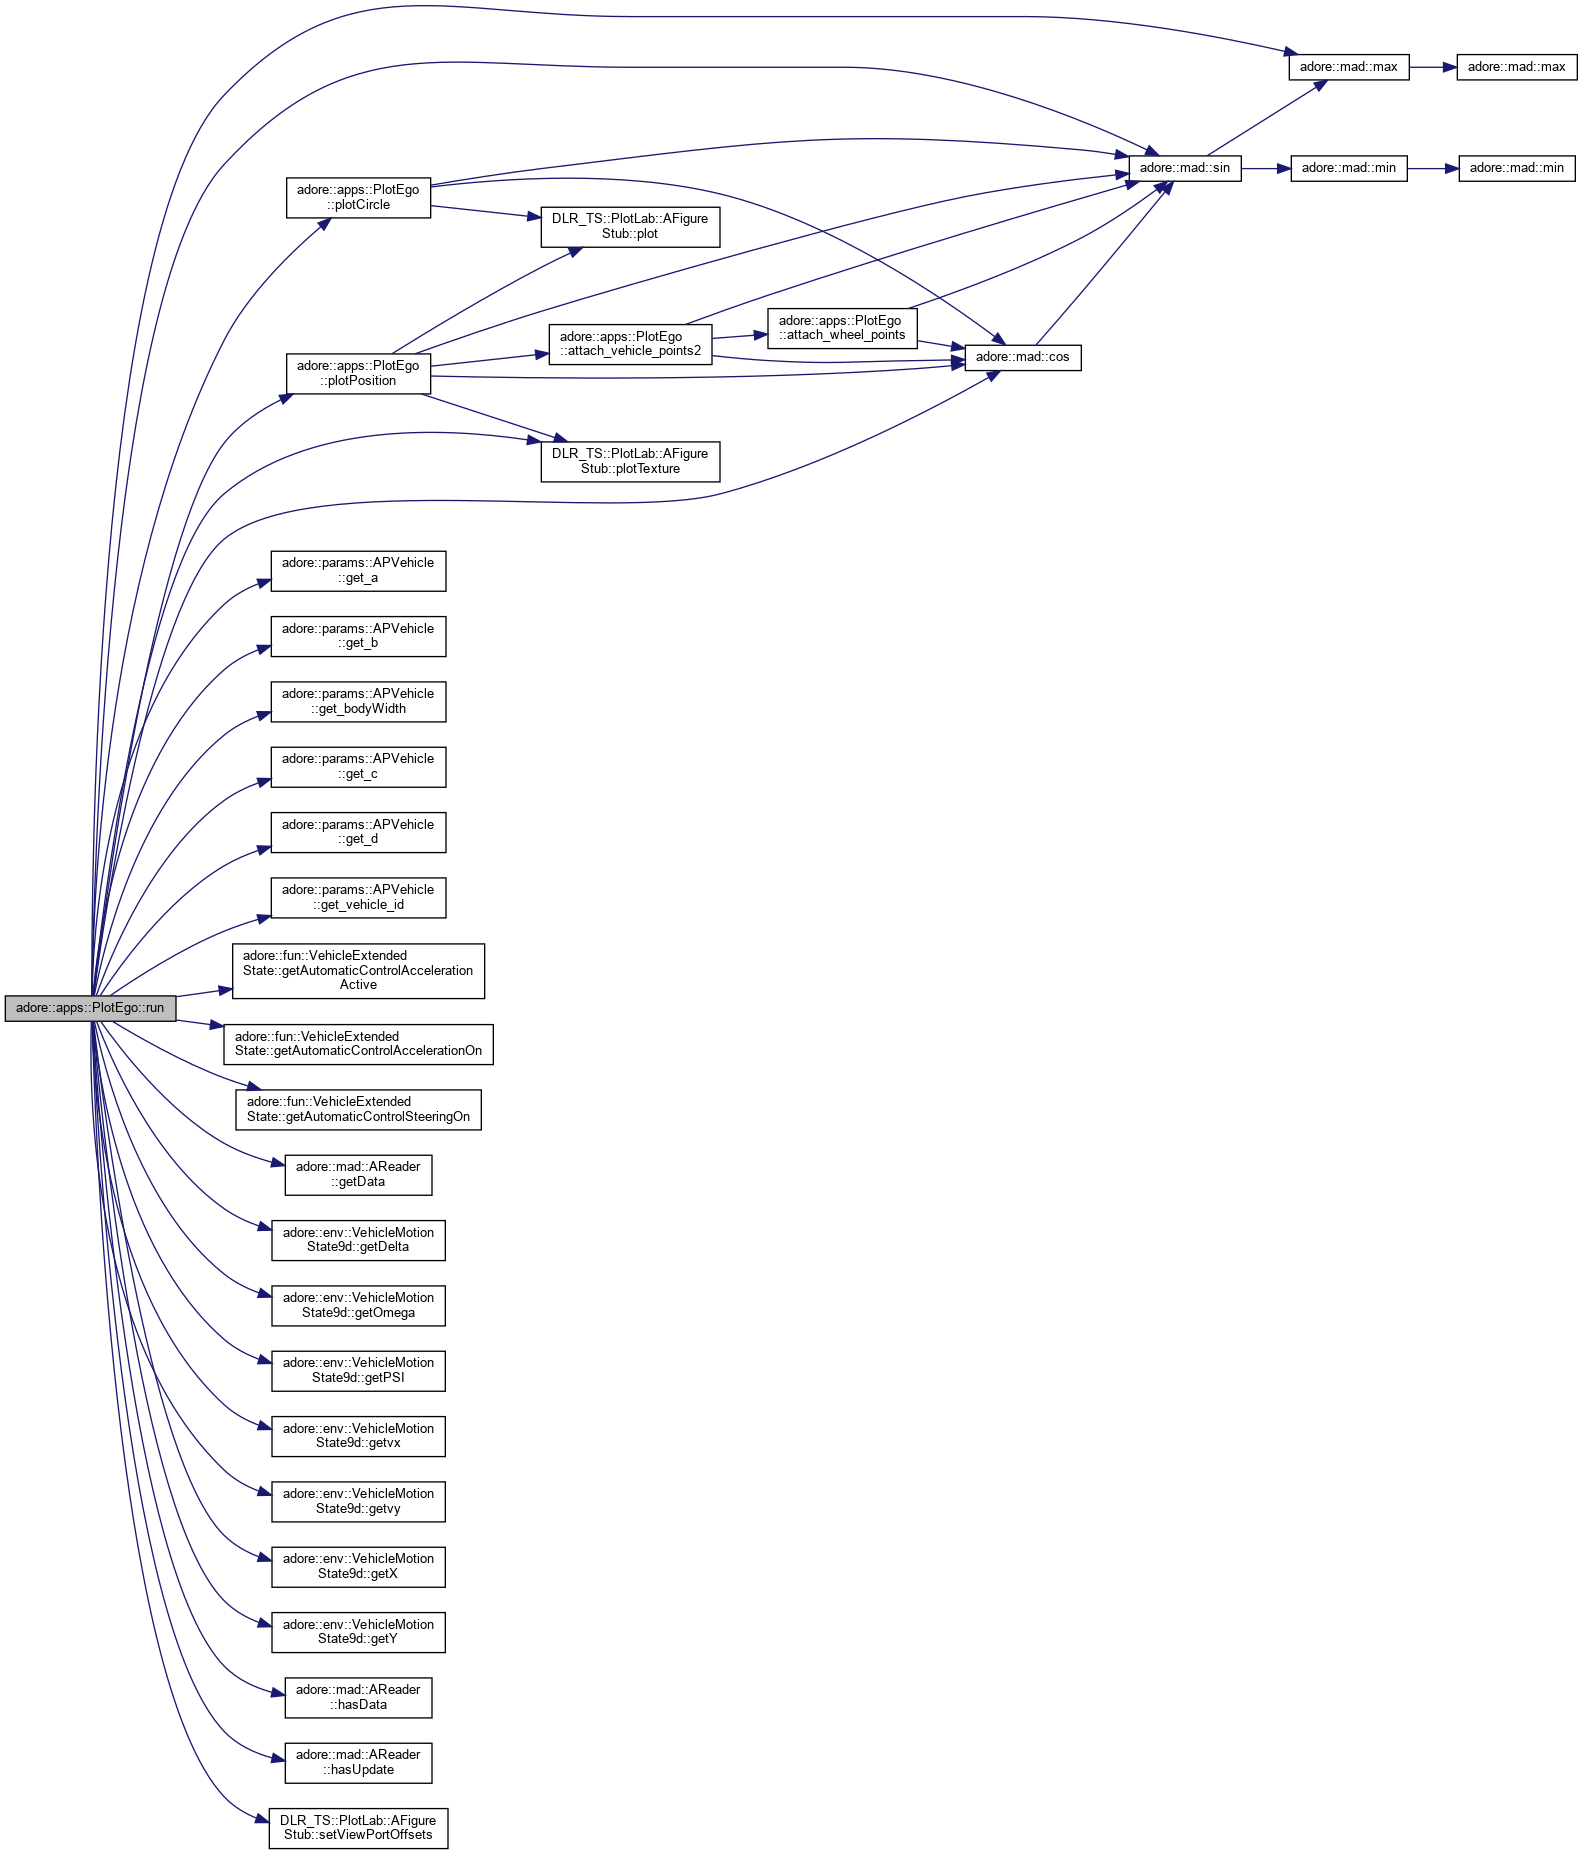 adore::mad::max
adore::mad::max
adore::mad::sin
adore::mad::min
adore::mad::min
adore::apps::PlotEgo
::plotCircle
DLR_TS::PlotLab::AFigure
Stub::plot
adore::apps::PlotEgo
::attach_wheel_points
adore::apps::PlotEgo
::attach_vehicle_points2
adore::mad::cos
adore::apps::PlotEgo
::plotPosition
DLR_TS::PlotLab::AFigure
Stub::plotTexture
adore::params::APVehicle
::get_a
adore::params::APVehicle
::get_b
adore::params::APVehicle
::get_bodyWidth
adore::params::APVehicle
::get_c
adore::params::APVehicle
::get_d
adore::params::APVehicle
::get_vehicle_id
adore::fun::VehicleExtended
State::getAutomaticControlAcceleration
Active
adore::apps::PlotEgo::run
adore::fun::VehicleExtended
State::getAutomaticControlAccelerationOn
adore::fun::VehicleExtended
State::getAutomaticControlSteeringOn
adore::mad::AReader
::getData
adore::env::VehicleMotion
State9d::getDelta
adore::env::VehicleMotion
State9d::getOmega
adore::env::VehicleMotion
State9d::getPSI
adore::env::VehicleMotion
State9d::getvx
adore::env::VehicleMotion
State9d::getvy
adore::env::VehicleMotion
State9d::getX
adore::env::VehicleMotion
State9d::getY
adore::mad::AReader
::hasData
adore::mad::AReader
::hasUpdate
DLR_TS::PlotLab::AFigure
Stub::setViewPortOffsets